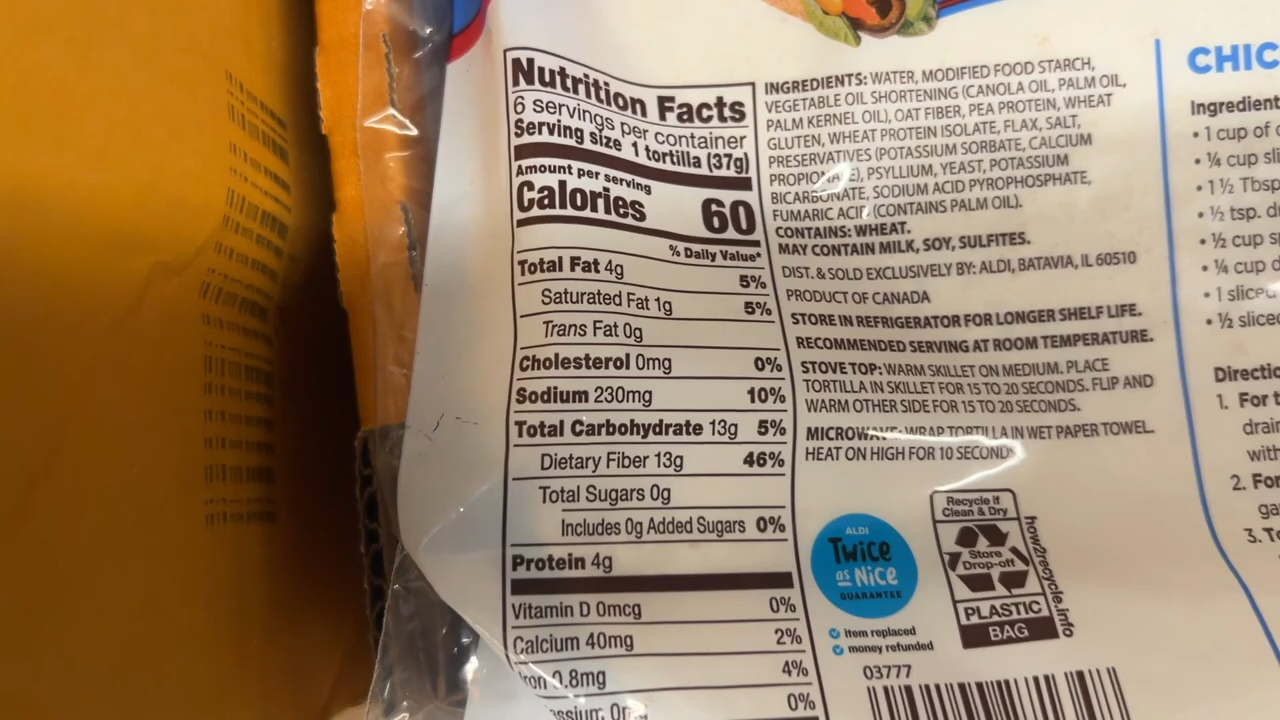 Nutrition Facts
6 servings per container
Serving size 1 tortilla (37g)
Amount per serving
Calories 60
% Daily Value*
Total Fat 4g 5%
Saturated Fat 1g 5%
Trans Fat 0g
Cholesterol 0mg 0%
Sodium 230mg 10%
Total Carbohydrate 13g 5%
Dietary Fiber 13g 46%
Total Sugars 0g
Includes 0g Added Sugars 0%
Protein 4g
Vitamin D 0mcg 0%
Calcium 40mg 2%
Iron 0.8mg 4%
0%
INGREDIENTS: WATER, MODIFIED FOOD STARCH,
VEGETABLE OIL SHORTENING (CANOLA OIL, PALM OIL,
PALM KERNEL OIL), OAT FIBER, PEA PROTEIN, WHEAT
GLUTEN, WHEAT PROTEIN ISOLATE, FLAX, SALT,
PRESERVATIVES (POTASSIUM SORBATE, CALCIUM
PROPIONATE), PSYLLIUM, YEAST, POTASSIUM
BICARBONATE, SODIUM ACID PYROPHOSPHATE,
FUMARIC ACID (CONTAINS PALM OIL).
CONTAINS: WHEAT.
MAY CONTAIN MILK, SOY, SULFITES.
DIST. & SOLD EXCLUSIVELY BY: ALDI, BATAVIA, IL 60510
PRODUCT OF CANADA
STORE IN REFRIGERATOR FOR LONGER SHELF LIFE.
RECOMMENDED SERVING AT ROOM TEMPERATURE.
STOVE TOP: WARM SKILLET ON MEDIUM. PLACE
TORTILLA IN SKILLET FOR 15 TO 20 SECONDS. FLIP AND
WARM OTHER SIDE FOR 15 TO 20 SECONDS.
MICROWAVE: WRAP TORTILLA IN WET PAPER TOWEL.
HEAT ON HIGH FOR 10 SECONDS
ALDI
Twice
as Nice
GUARANTEE
item replaced
money refunded
Recycle If
Clean & Dry
Store
Drop-off
PLASTIC
BAG
how2recycle.info
03777
CHIC
Ingredient
• 1 cup of
• ¼ cup sli
• 1 ½ Tbsp
• ½ tsp.
• ½ cup
• ¼ cup
• 1 sliced
• ½ sliced
Directio
1. For t
drain
with
2. For
ga
3. To